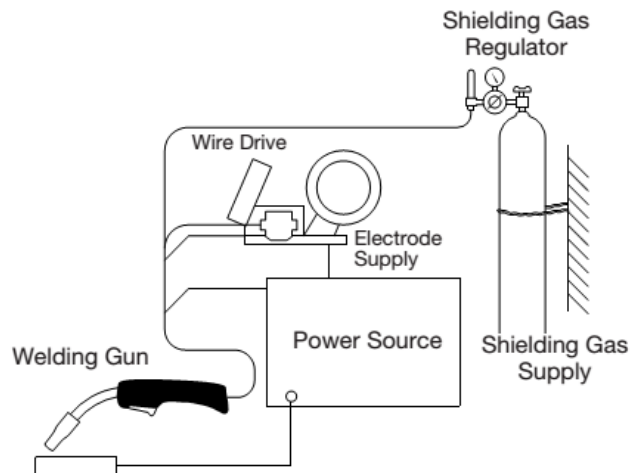 Shielding Gas
Regulator
Wire Drive
Electrode
Supply
Power Source
Shielding Gas
Supply
Welding Gun